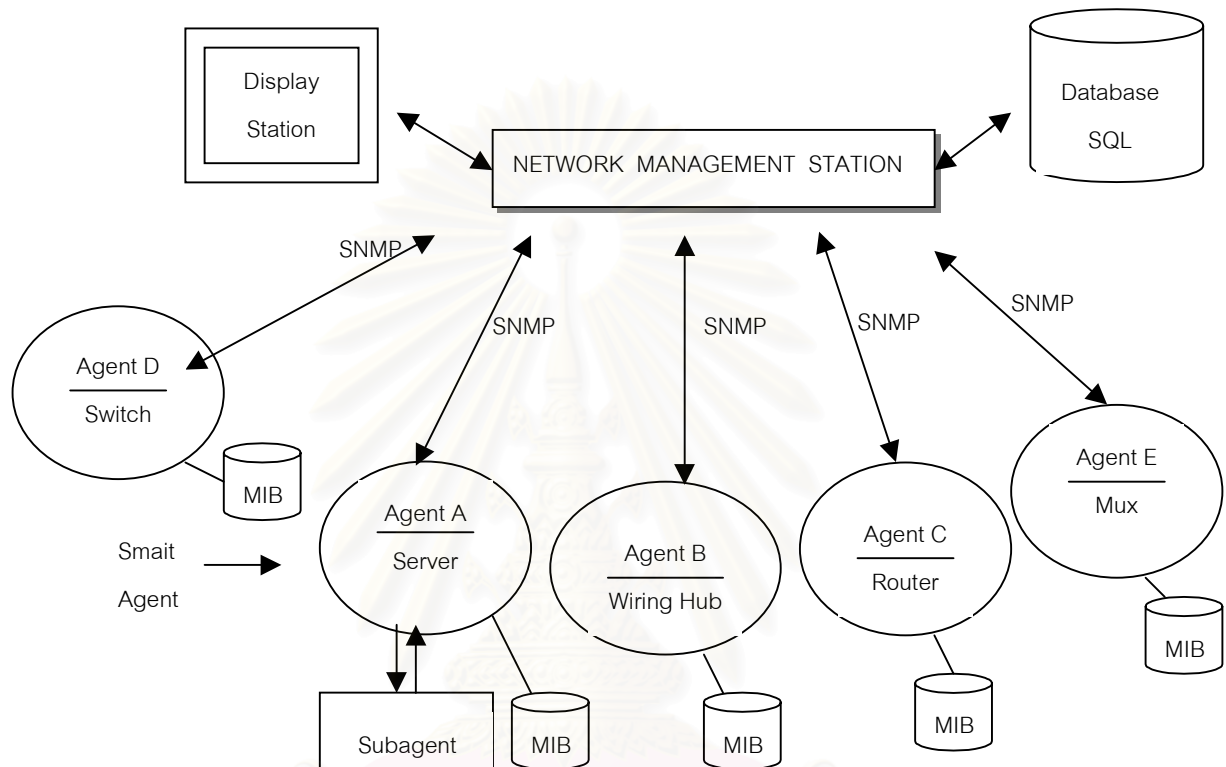 Display
Station
Database
SQL
NETWORK MANAGEMENT STATION
SNMP
SNMP
SNMP
SNMP
SNMP
Agent D
Switch
MIB
Smait
Agent
Agent A
Server
Agent B
Wiring Hub
Agent C
Router
Agent E
Mux
MIB
MIB
Subagent
MIB
MIB